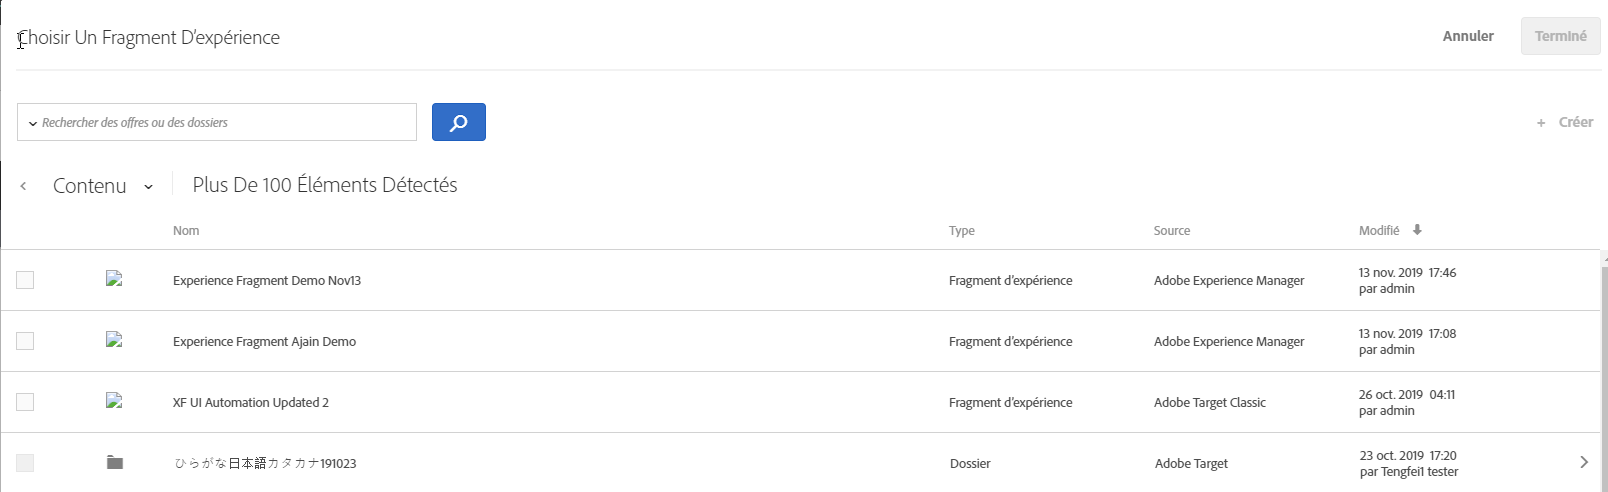 Choisir Un Fragment D'expérience
Annuler
Terminé
Rechercher des offres ou des dossiers
+ Créer
Contenu
Plus De 100 Éléments Détectés
Nom Type Source Modifié
Experience Fragment Demo Nov13 Fragment d'expérience Adobe Experience Manager 13 nov. 2019 17:46
par admin
Experience Fragment Ajain Demo Fragment d'expérience Adobe Experience Manager 13 nov. 2019 17:08
par admin
XF UI Automation Updated 2 Fragment d'expérience Adobe Target Classic 26 oct. 2019 04:11
par admin
ひらがな日本語カタカナ191023 Dossier Adobe Target 23 oct. 2019 17:20
par Tengfei1 tester